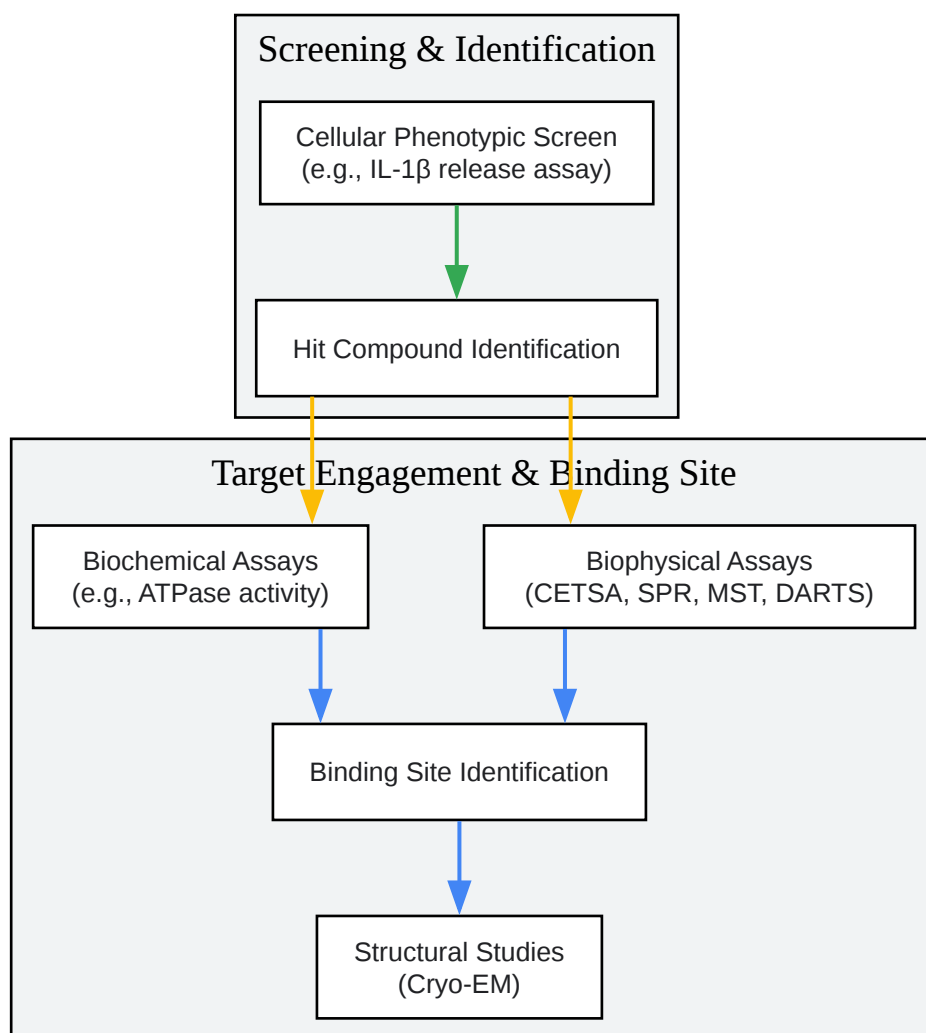 Screening & Identification
Cellular Phenotypic Screen
(e.g., IL-1β release assay)
Hit Compound Identification
Target Engagement & Binding Site
Biochemical Assays
(e.g., ATPase activity)
Biophysical Assays
(CETSA, SPR, MST, DARTS)
Binding Site Identification
Structural Studies
(Cryo-EM)